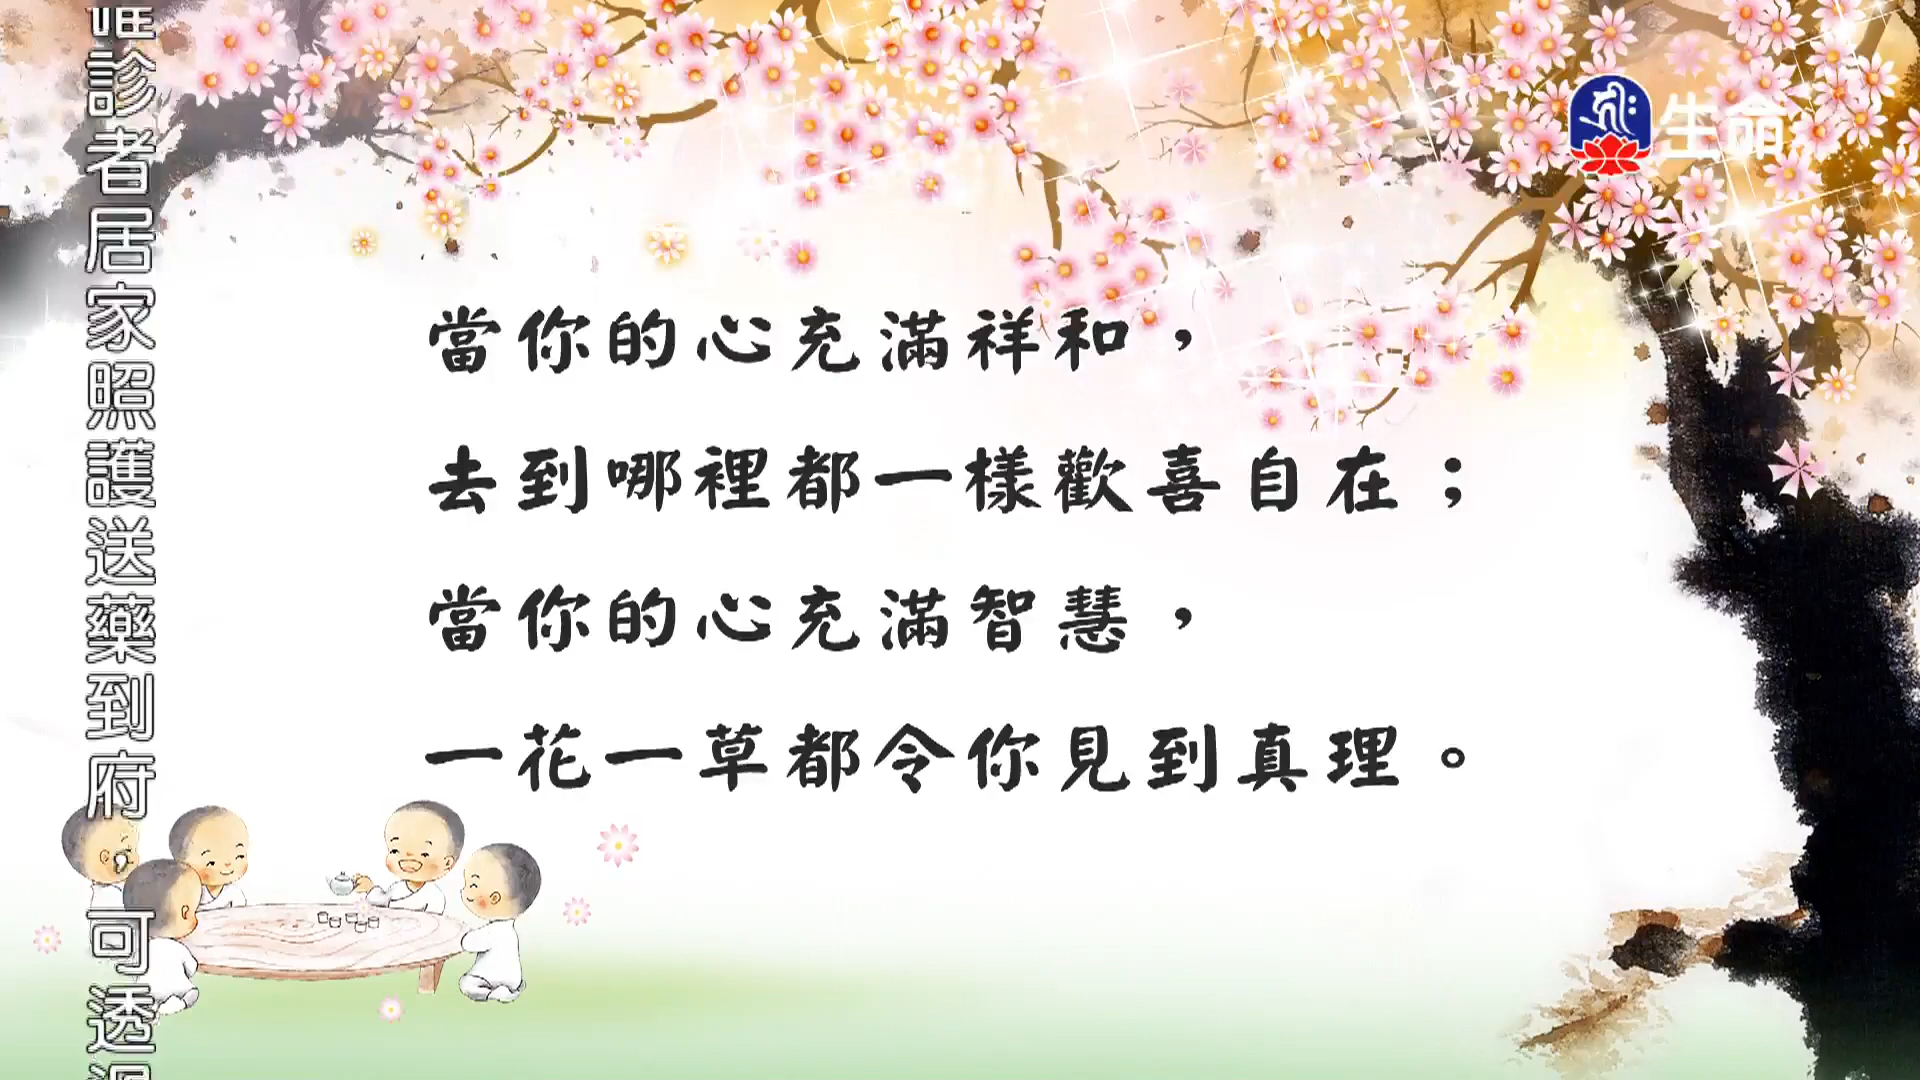 當你的心充滿祥和，
去到哪裡都一樣歡喜自在；
當你的心充滿智慧，
一花一草都令你見到真理。
診者居家照護送藥到府，可透
生命